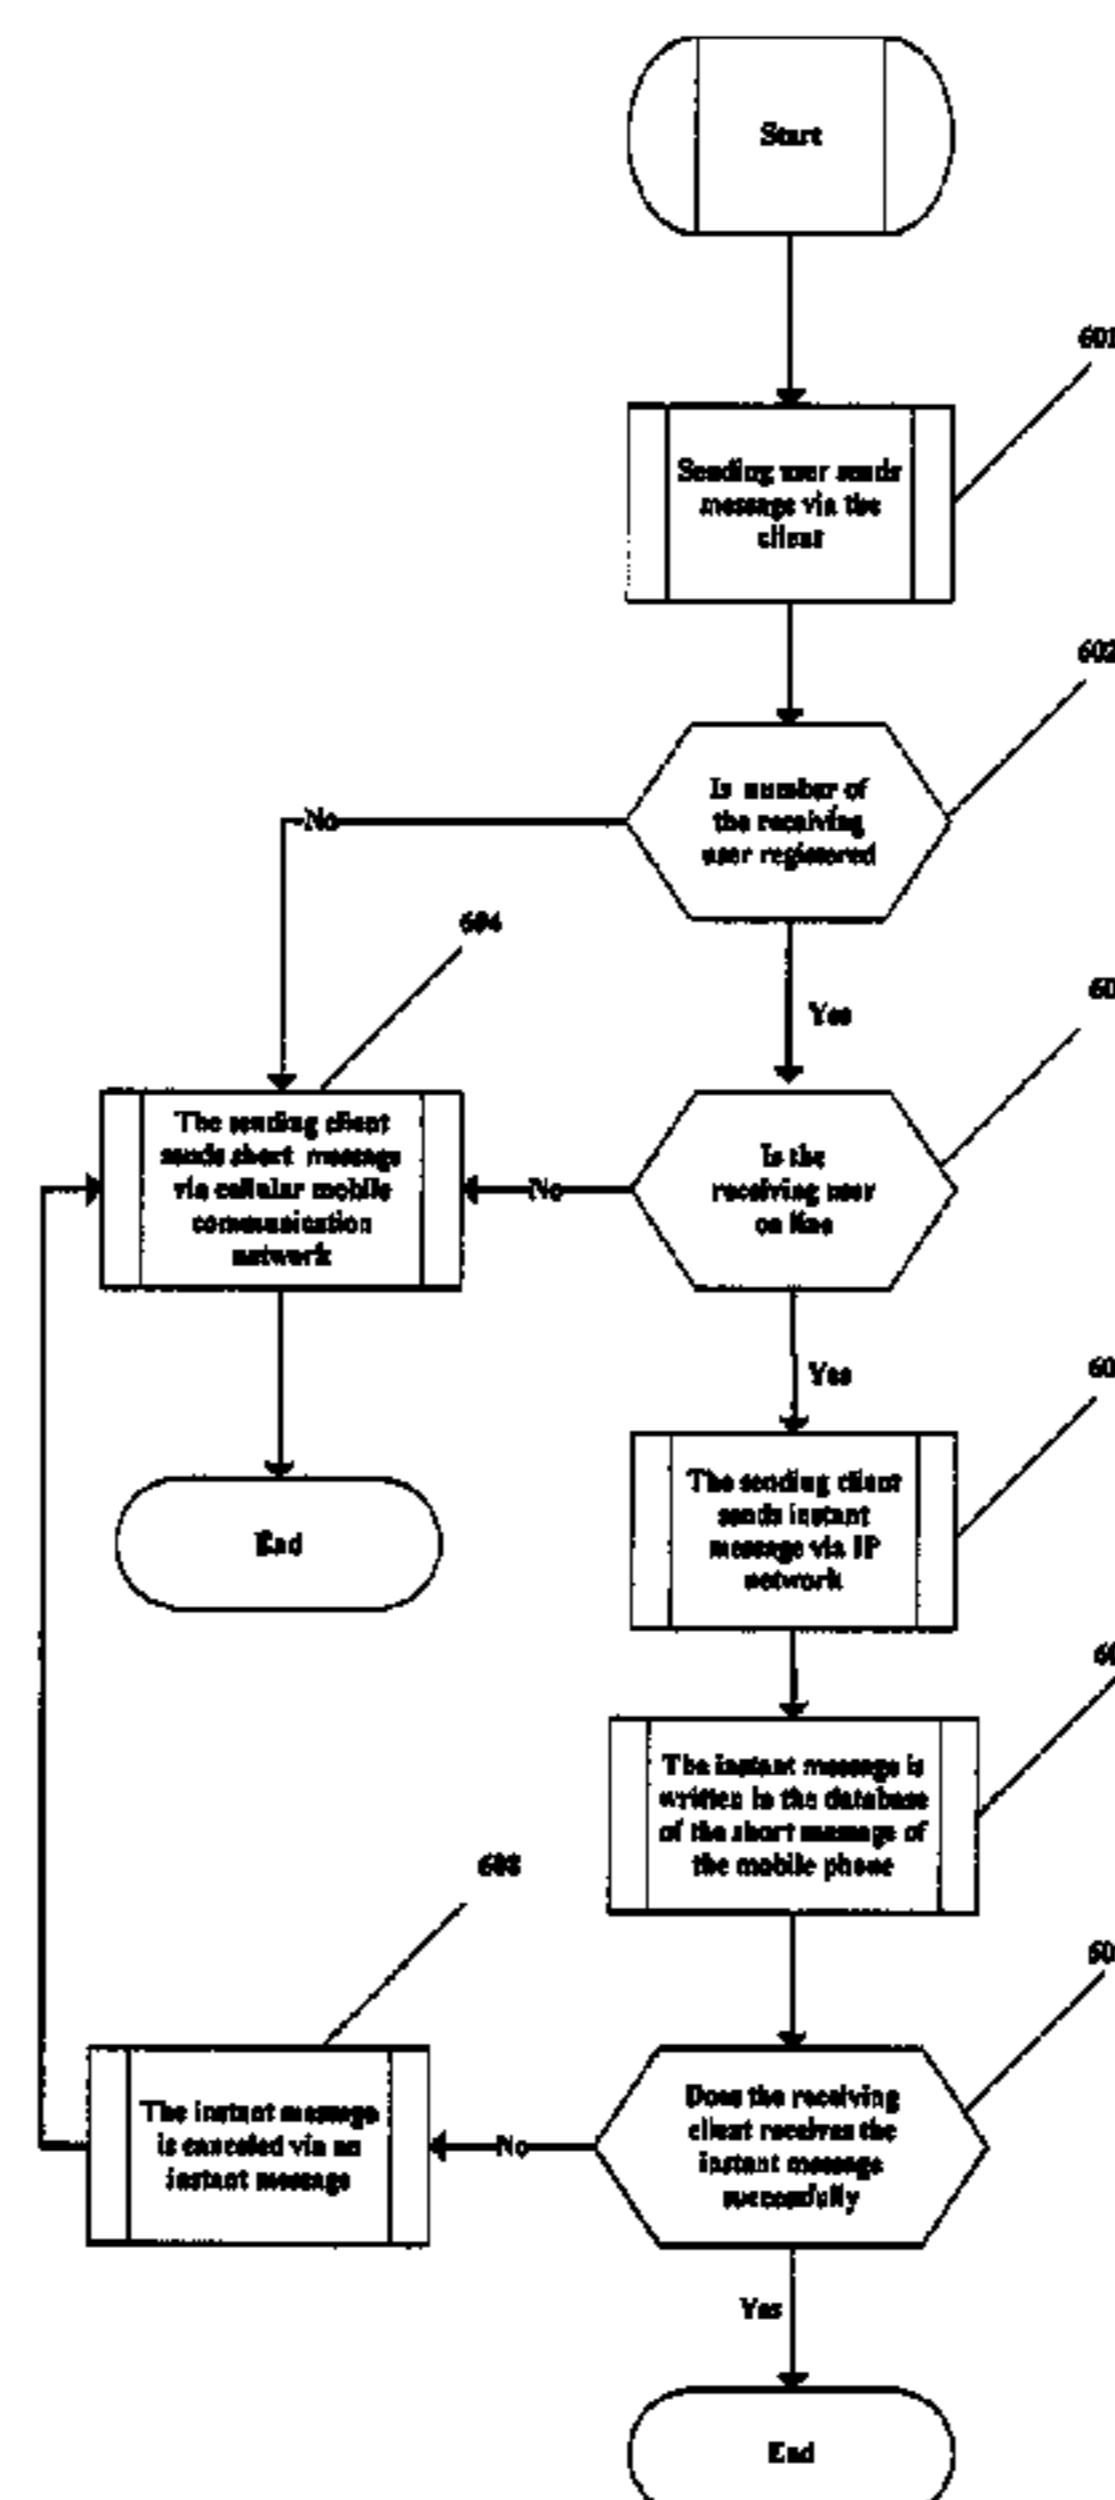 Start
601
Sending user sends
message via the
client
602
Is number of
the receiving
user registered
No
604
Yes
The sending client
sends short message
via cellular mobile
communication
network
No
Is the
receiving user
on line
Yes
End
The sending client
sends instant
message via IP
network
The instant message is
written to the database
of the short message of
the mobile phone
608
The instant message
is canceled via an
instant message
No
Does the receiving
client receives the
instant message
successfully
Yes
End